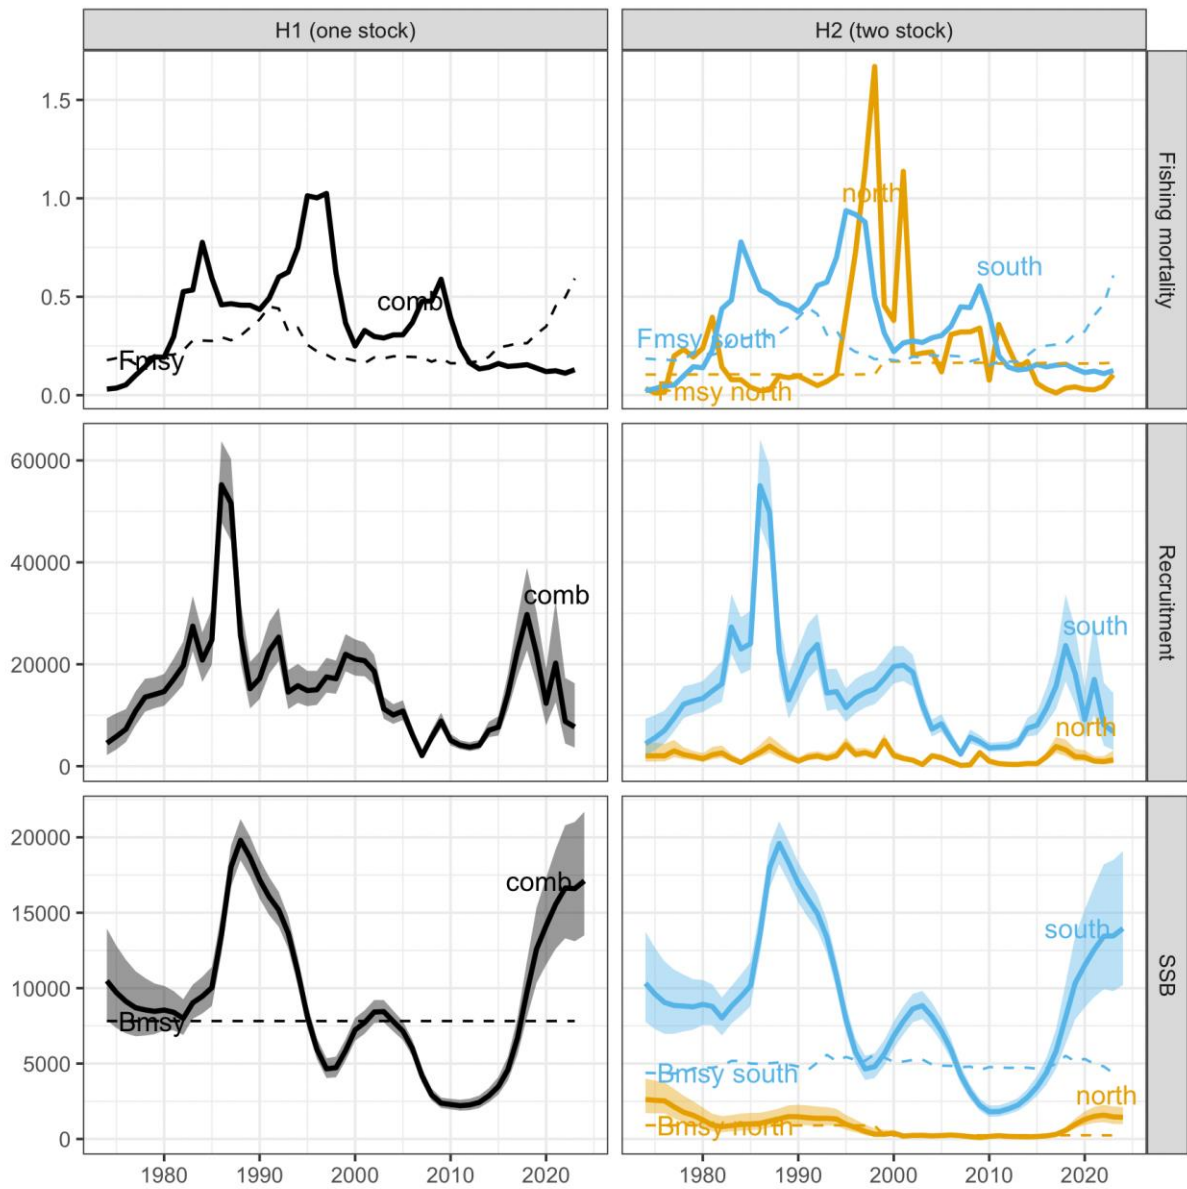 H1 (one stock)
H2 (two stock)
1.5
1.0
0.5
0.0
comb
Fmsy
north
south
Fmsy south
Fmsy north
Fishing mortality
60000
40000
20000
0
comb
south
north
Recruitment
20000
15000
10000
5000
0
comb
Bmsy
south
Bmsy south
north
Bmsy north
SSB
1980 1990 2000 2010 2020
1980 1990 2000 2010 2020